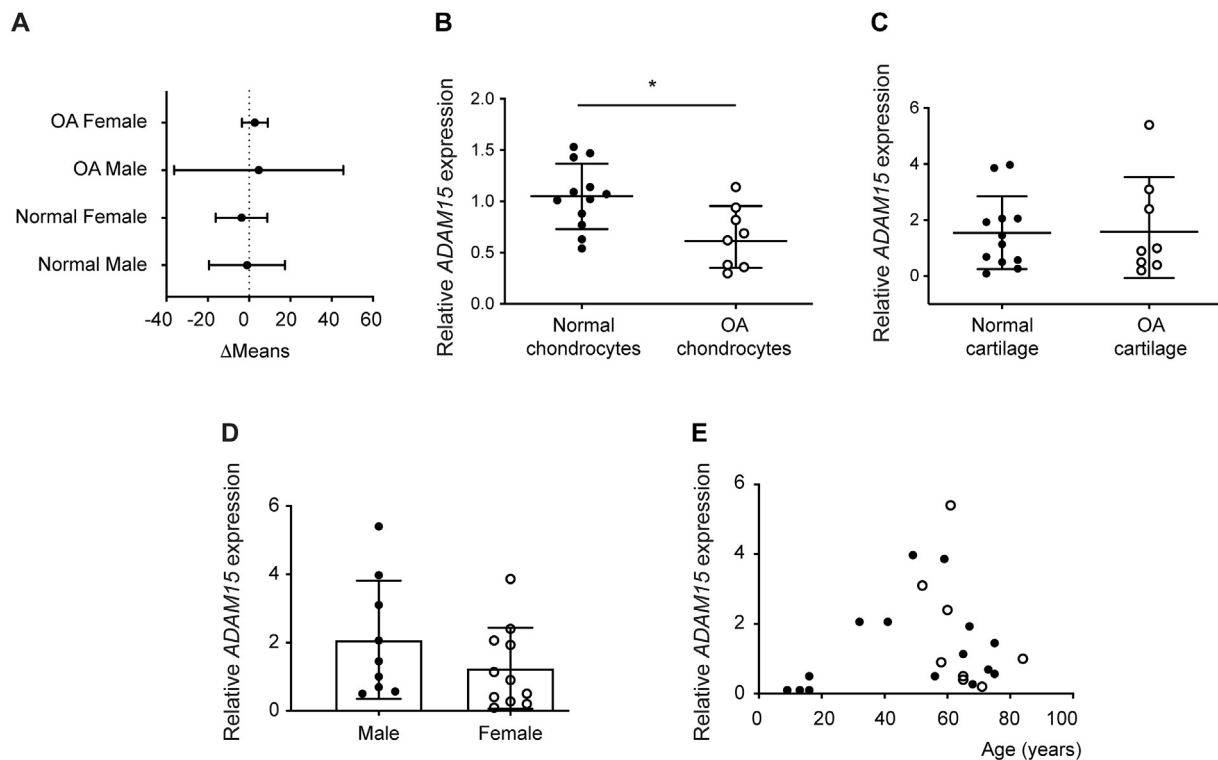 A
OA Female
OA Male
Normal Female
Normal Male
-40 -20 0 20 40 60
ΔMeans
B
Relative ADAM15 expression
2.0
1.5
1.0
0.5
0.0
*
Normal chondrocytes
OA chondrocytes
C
Relative ADAM15 expression
6
4
2
0
Normal cartilage
OA cartilage
D
Relative ADAM15 expression
6
4
2
0
Male Female
E
Relative ADAM15 expression
6
4
2
0
0 20 40 60 80 100
Age (years)